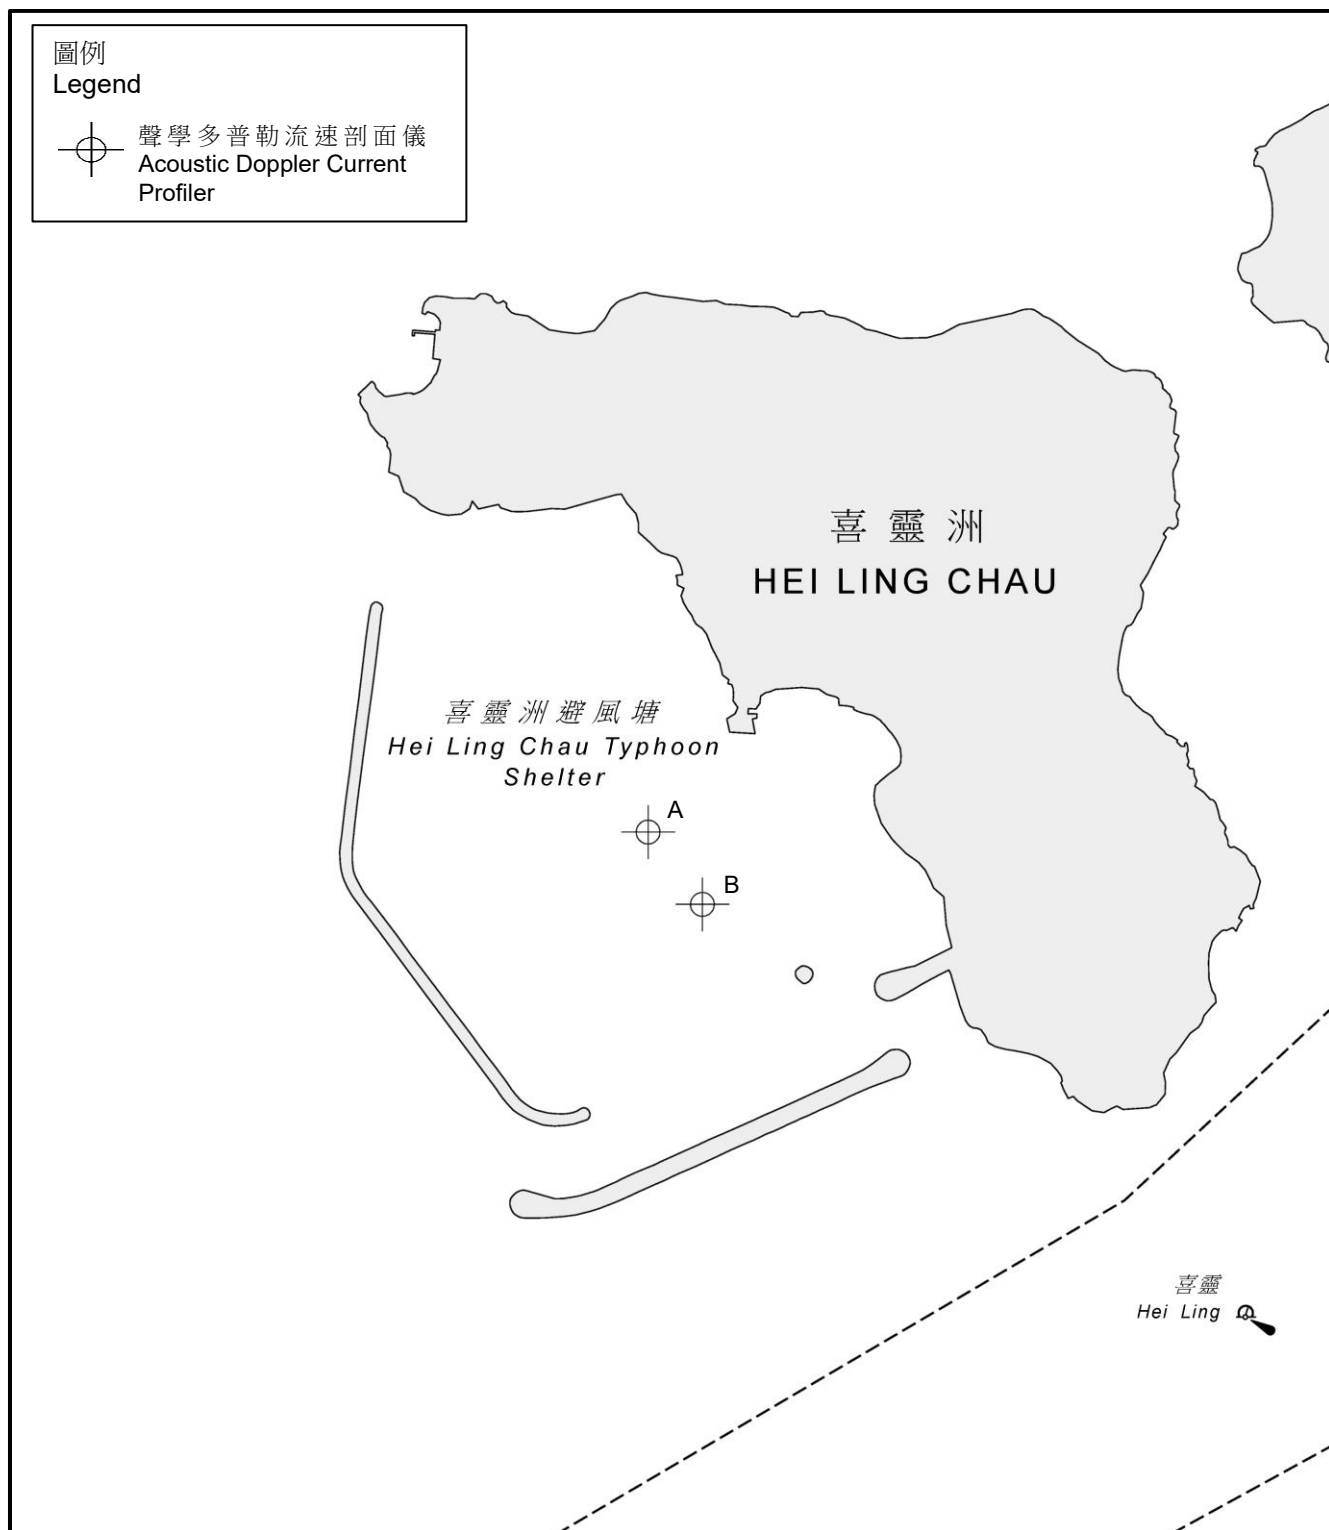 圖例
Legend
聲學多普勒流速剖面儀
Acoustic Doppler Current
Profiler
喜靈洲
HEI LING CHAU
喜靈洲避風塘
Hei Ling Chau Typhoon
Shelter
A
B
喜靈
Hei Ling